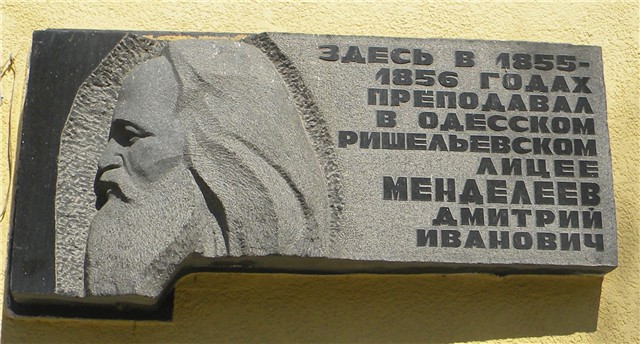 ЗДЕСЬ В 1855-
1856 ГОДАХ
ПРЕПОДАВАЛ
В ОДЕССКОМ
РИШЕЛЬЕВСКОМ
ЛИЦЕЕ
МЕНДЕЛЕЕВ
ДМИТРИЙ
ИВАНОВИЧ